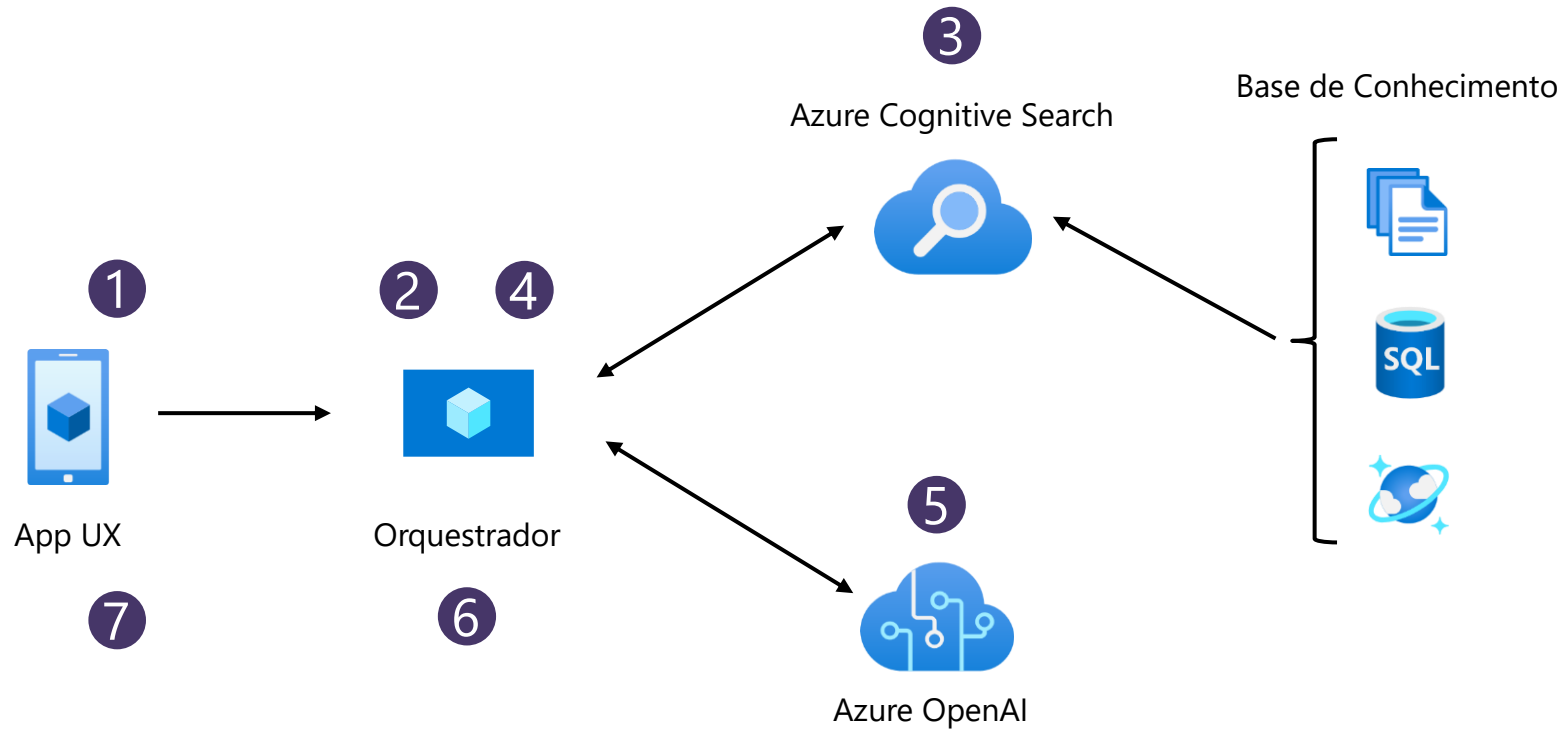 3
Base de Conhecimento
Azure Cognitive Search
1
2
4
SQL
5
App UX
Orquestrador
7
6
Azure OpenAI